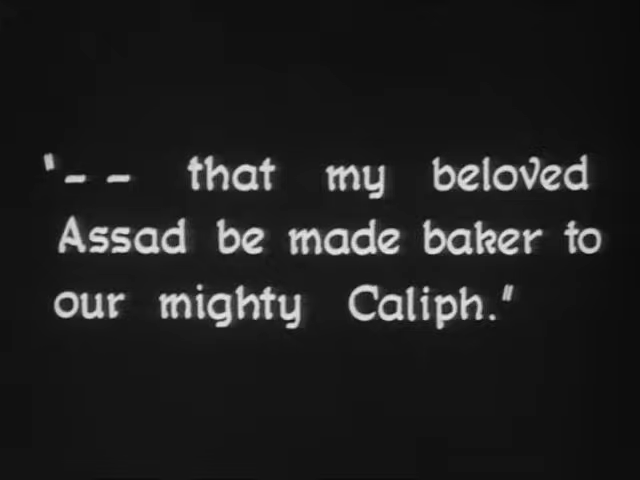 "-- that my beloved
Assad be made baker to
our mighty Caliph."